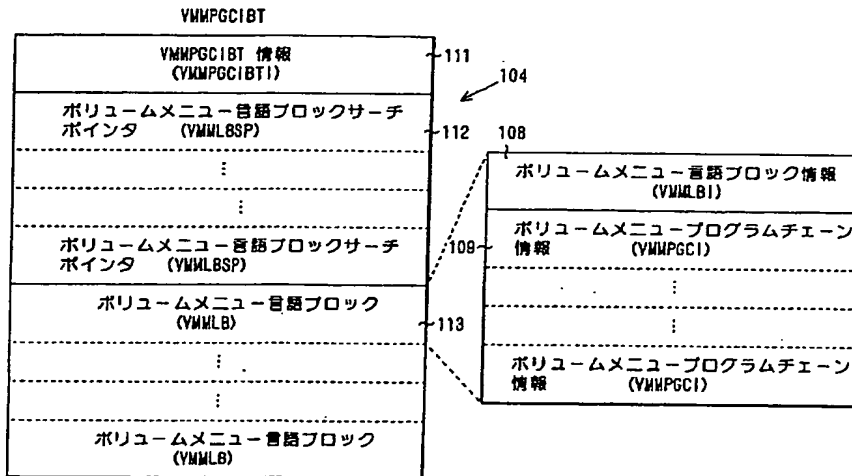 VMMPGCIBT
VMMPGCIBT 情報
(VMMPGCIBTI)
111
104
ボリュームメニュー言語ブロックサーチ
ポインタ (VMMLBSP)
112
ボリュームメニュー言語ブロックサーチ
ポインタ (VMMLBSP)
ボリュームメニュー言語ブロック
(VMMLB)
113
ボリュームメニュー言語ブロック
(VMMLB)
108
ボリュームメニュー言語ブロック情報
(VMMLBI)
109
ボリュームメニュープログラムチェーン
情報 (VMMPGCI)
ボリュームメニュープログラムチェーン
情報 (VMMPGCI)